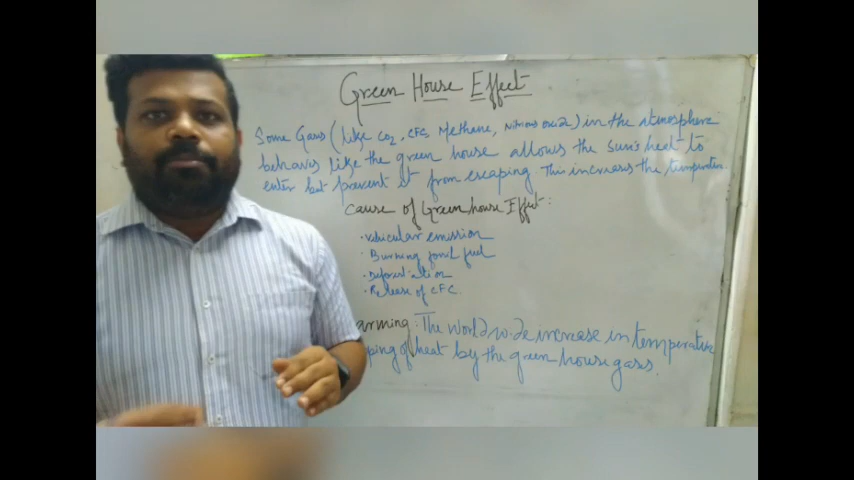 Green House Effect
Some Gases (like CO2, CFC, Methane, Nitrous oxide) in the atmosphere
behaves like the green house allows the sun's heat to
enter but prevent it from escaping This increases the temperature
Cause of Greenhouse Effect:
• Vehicular emission
• Burning fossil fuel
• Deforestation
• Release of CFC
arming: The world wide increase in temperature
ping of heat by the green house gases.